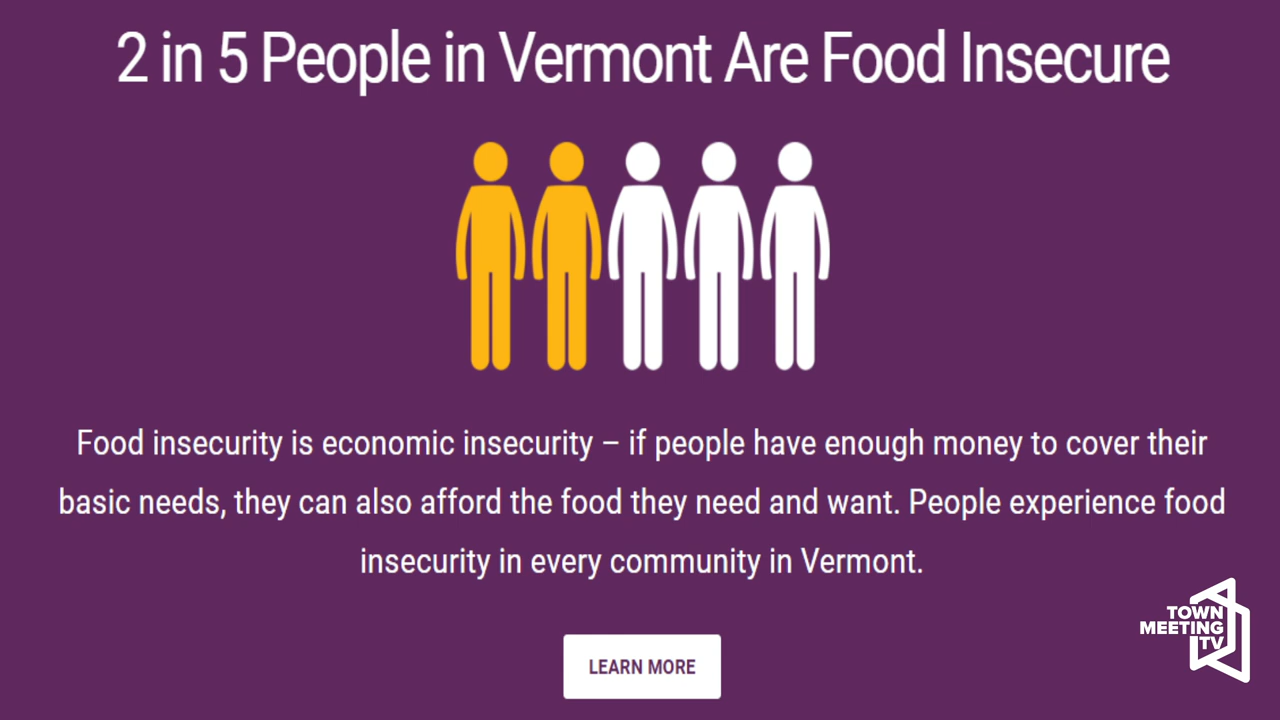 2 in 5 People in Vermont Are Food Insecure
Food insecurity is economic insecurity – if people have enough money to cover their
basic needs, they can also afford the food they need and want. People experience food
insecurity in every community in Vermont.
LEARN MORE
TOWN
MEETING
TV